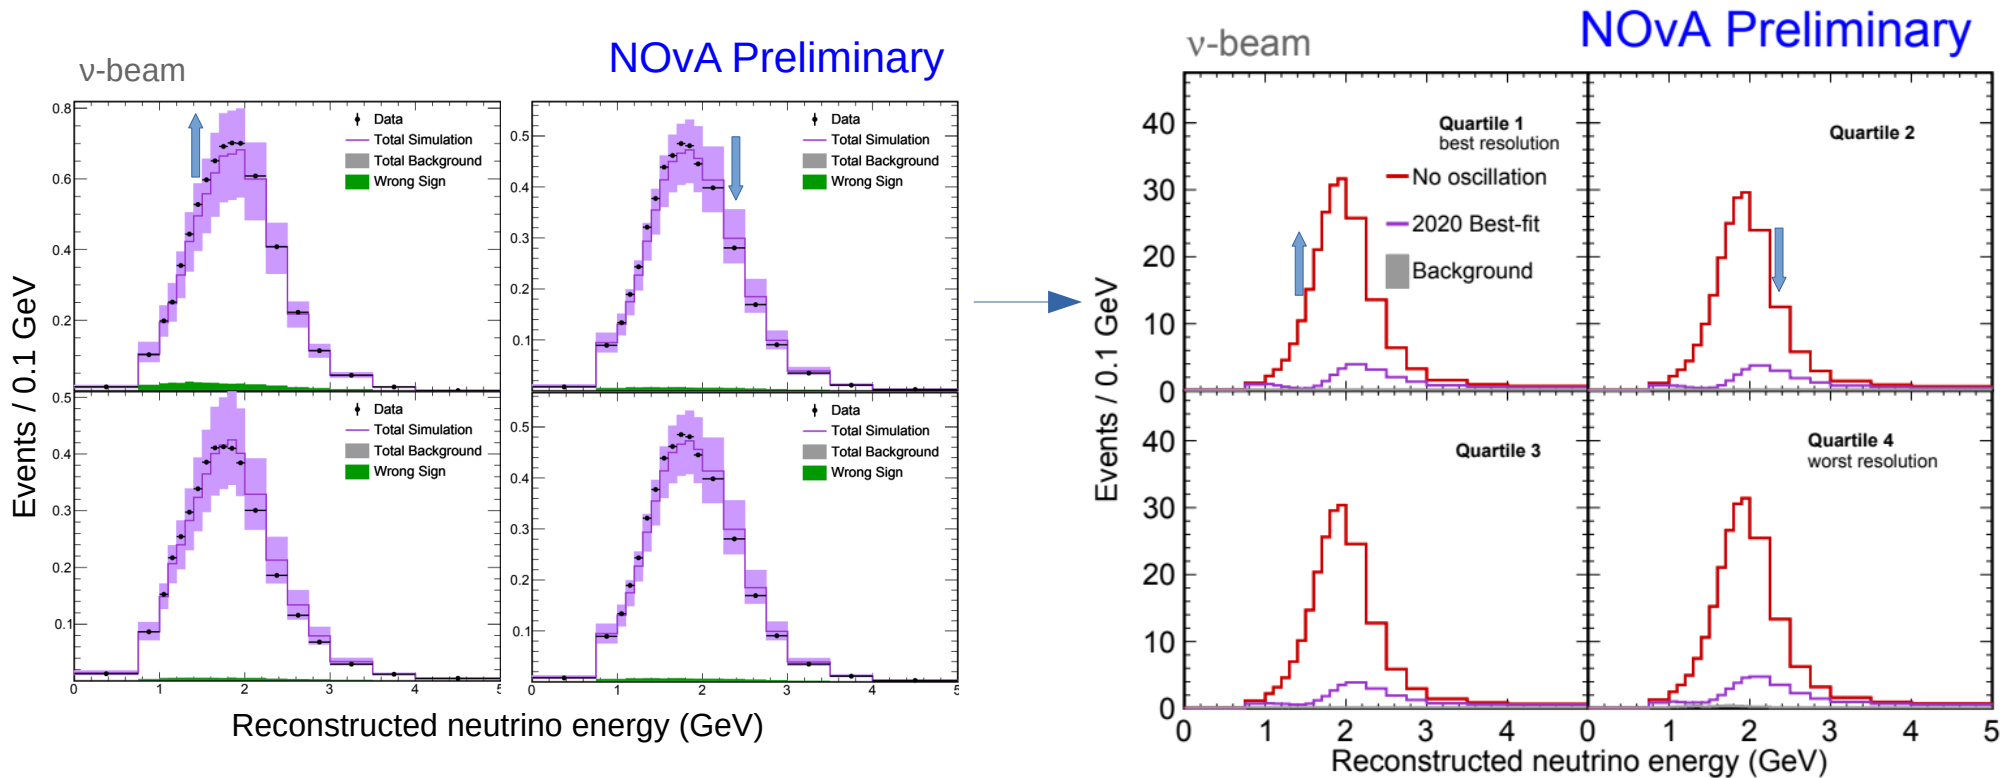 ν-beam
NOvA Preliminary
Events / 0.1 GeV
0.8
0.6
0.4
0.2
Data
Total Simulation
Total Background
Wrong Sign
0.5
0.4
0.3
0.2
0.1
Data
Total Simulation
Total Background
Wrong Sign
0.5
0.4
0.3
0.2
0.1
0 1 2 3 4 5
Data
Total Simulation
Total Background
Wrong Sign
0.5
0.4
0.3
0.2
0.1
0 1 2 3 4 5
Data
Total Simulation
Total Background
Wrong Sign
Reconstructed neutrino energy (GeV)
ν-beam
NOvA Preliminary
Events / 0.1 GeV
40
30
20
10
0
Quartile 1
best resolution
No oscillation
2020 Best-fit
Background
Quartile 2
40
30
20
10
0
Quartile 3
Quartile 4
worst resolution
0 1 2 3 4
0 1 2 3 4 5
Reconstructed neutrino energy (GeV)